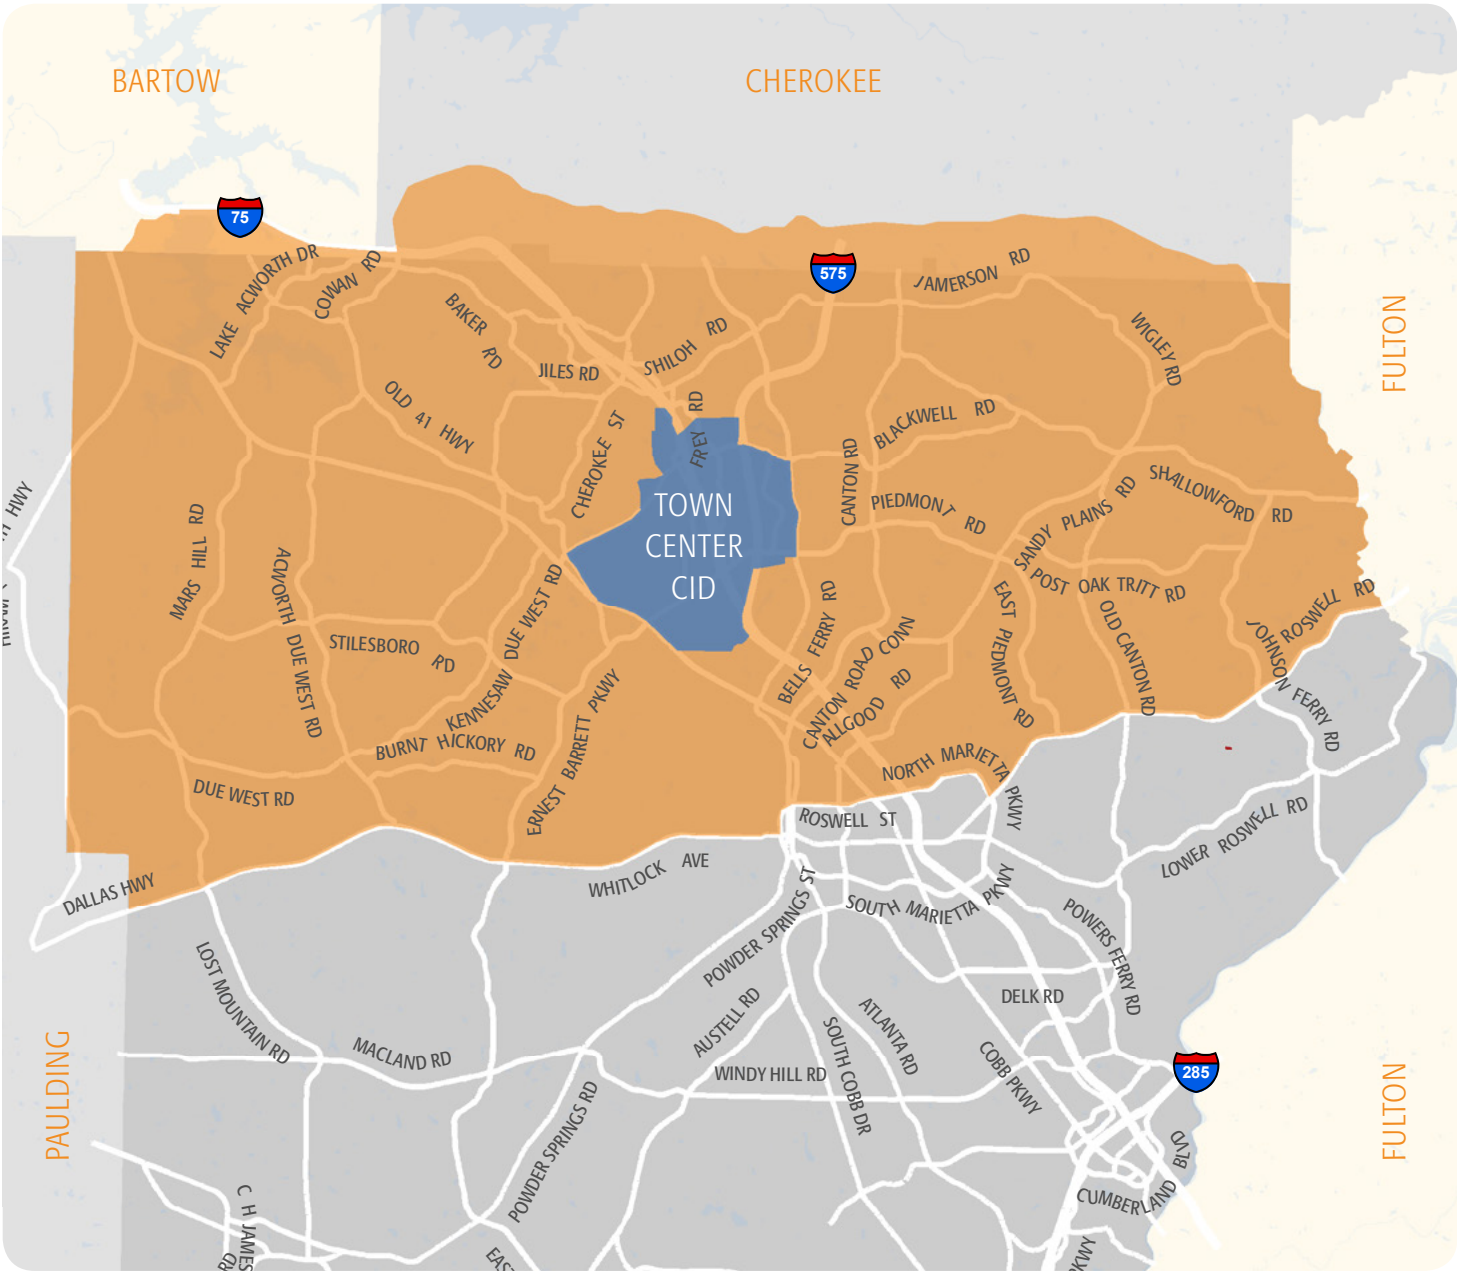 BARTOW
CHEROKEE
75
575
LAKE ACWORTH DR
COWAN RD
JAMERSON RD
BAKER RD
SHILOH RD
WIGLEY RD
FULTON
JILES RD
OLD 41 HWY
CHEROKEE ST
FREY RD
BLACKWELL RD
CANTON RD
HWY
TOWN
CENTER
CID
PIEDMONT RD
SANDY PLAINS RD
SHALLOWFORD RD
MARS HILL RD
ACWORTH DUE WEST RD
STILESBORO RD
KENNESAW DUE WEST RD
BELLS FERRY RD
EAST PIEDMONT RD
POST OAK TRITT RD
OLD CANTON RD
JOHNSON FERRY RD
ROSWELL RD
CANTON ROAD CONN
ALLGOOD RD
BURNT HICKORY RD
ERNEST BARRETT PKWY
DUE WEST RD
NORTH MARIETTA PKWY
ROSWELL ST
WHITLOCK AVE
LOWER ROSWELL RD
DALLAS HWY
SOUTH MARIETTA PKWY
POWDER SPRINGS ST
POWERS FERRY RD
LOST MOUNTAIN RD
DELK RD
AUSTELL RD
ATLANTA RD
SOUTH COBB DR
MACLAND RD
WINDY HILL RD
COBB PKWY
285
PAULDING
FULTON
POWDER SPRINGS RD
CUMBERLAND BLVD
C H JAMES
RD
EAST
PKWY